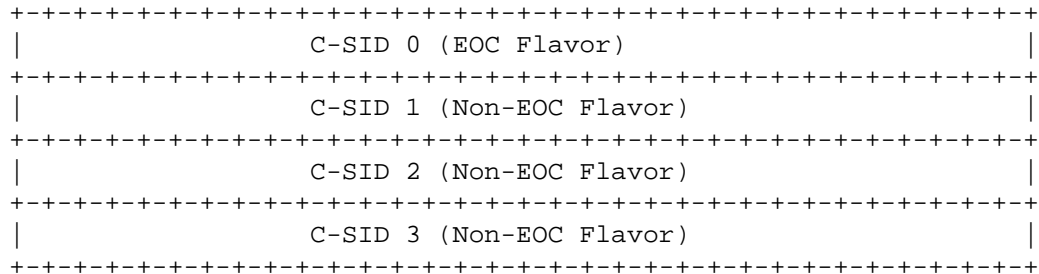 +-+-+-+-+-+-+-+-+-+-+-+-+-+-+-+-+-+-+-+-+-+-+-+-+-+-+-+-+-+-+-+-+
|                  C-SID 0 (EOC Flavor)                         |
+-+-+-+-+-+-+-+-+-+-+-+-+-+-+-+-+-+-+-+-+-+-+-+-+-+-+-+-+-+-+-+-+
|                  C-SID 1 (Non-EOC Flavor)                     |
+-+-+-+-+-+-+-+-+-+-+-+-+-+-+-+-+-+-+-+-+-+-+-+-+-+-+-+-+-+-+-+-+
|                  C-SID 2 (Non-EOC Flavor)                     |
+-+-+-+-+-+-+-+-+-+-+-+-+-+-+-+-+-+-+-+-+-+-+-+-+-+-+-+-+-+-+-+-+
|                  C-SID 3 (Non-EOC Flavor)                     |
+-+-+-+-+-+-+-+-+-+-+-+-+-+-+-+-+-+-+-+-+-+-+-+-+-+-+-+-+-+-+-+-+